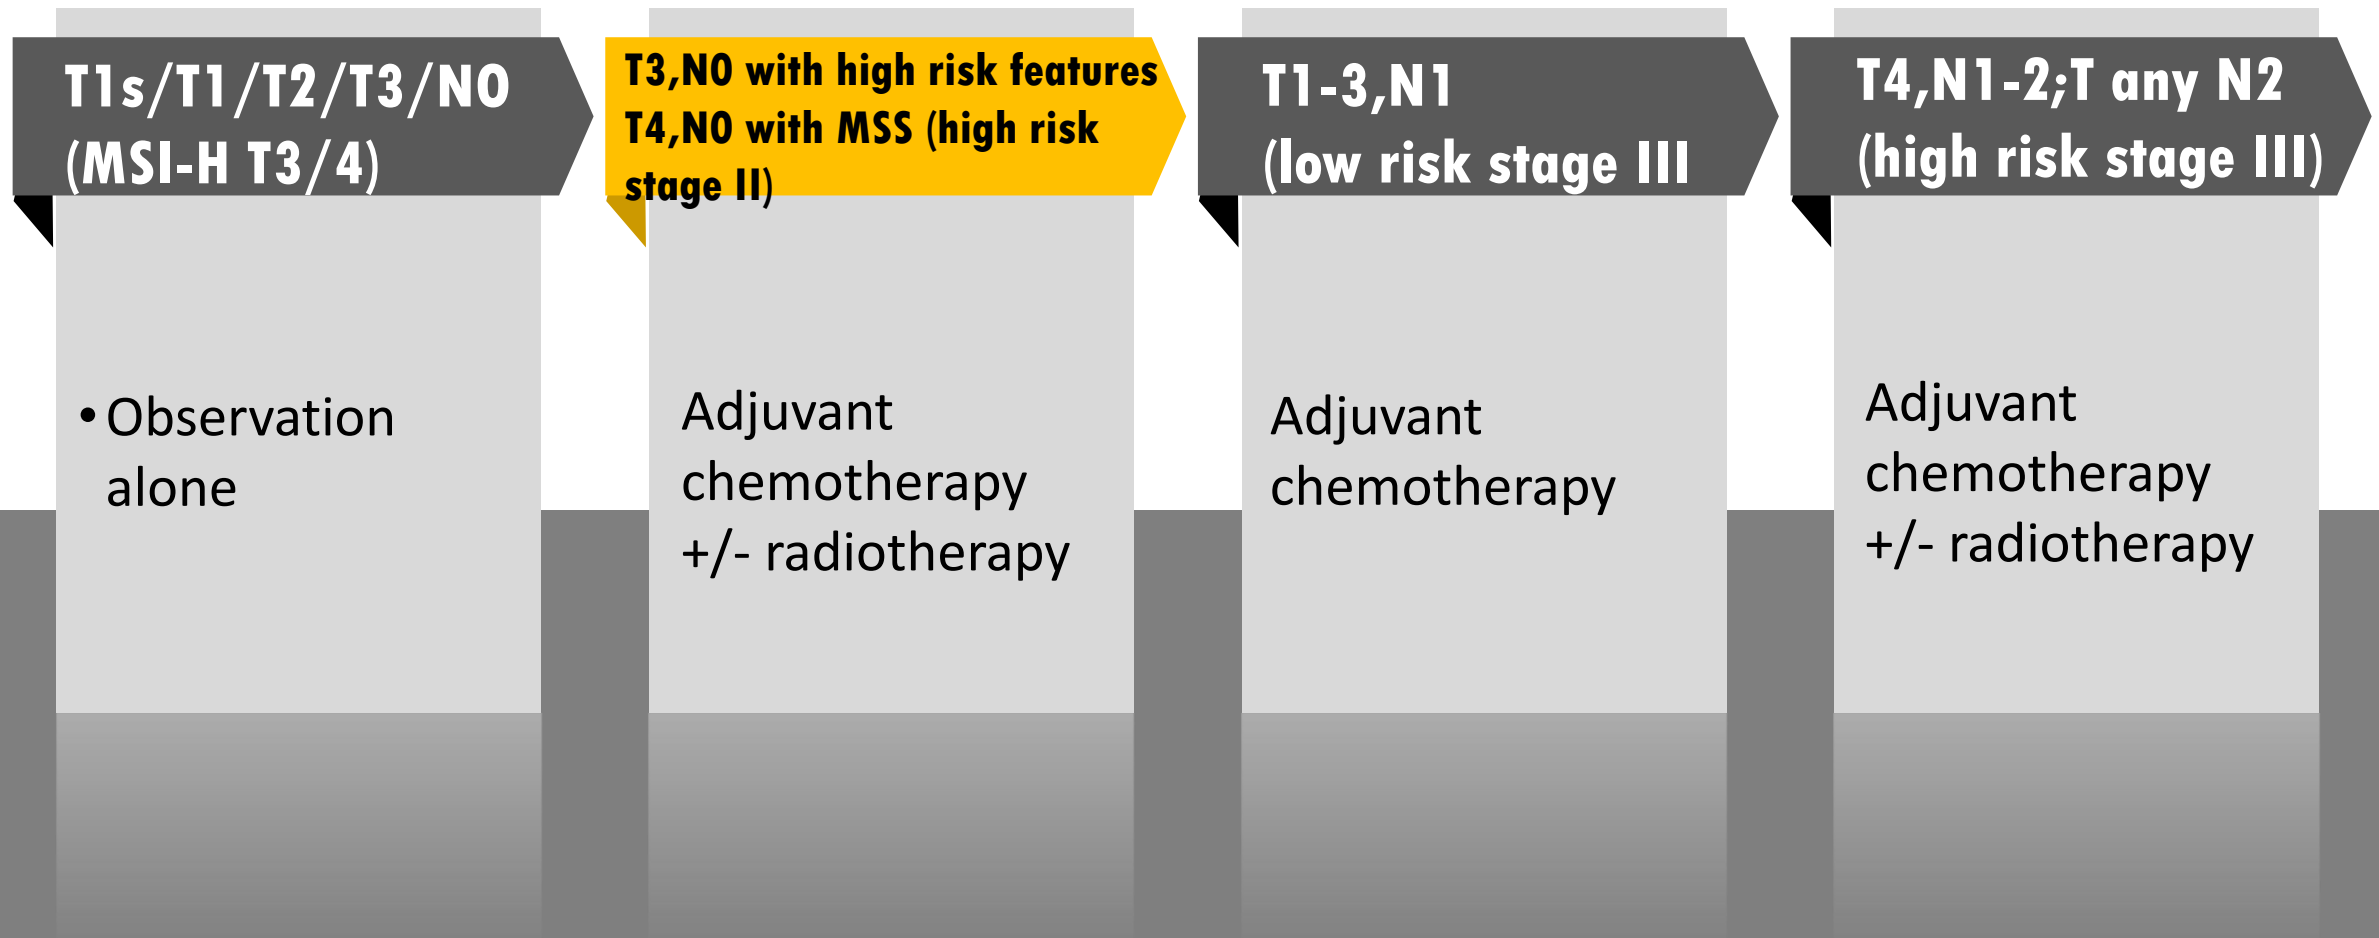 T1s/T1/T2/T3/N0
(MSI-H T3/4)
• Observation
alone
T3,N0 with high risk features
T4,N0 with MSS (high risk
stage II)
Adjuvant
chemotherapy
+/- radiotherapy
T1-3,N1
(low risk stage III
Adjuvant
chemotherapy
T4,N1-2;T any N2
(high risk stage III)
Adjuvant
chemotherapy
+/- radiotherapy